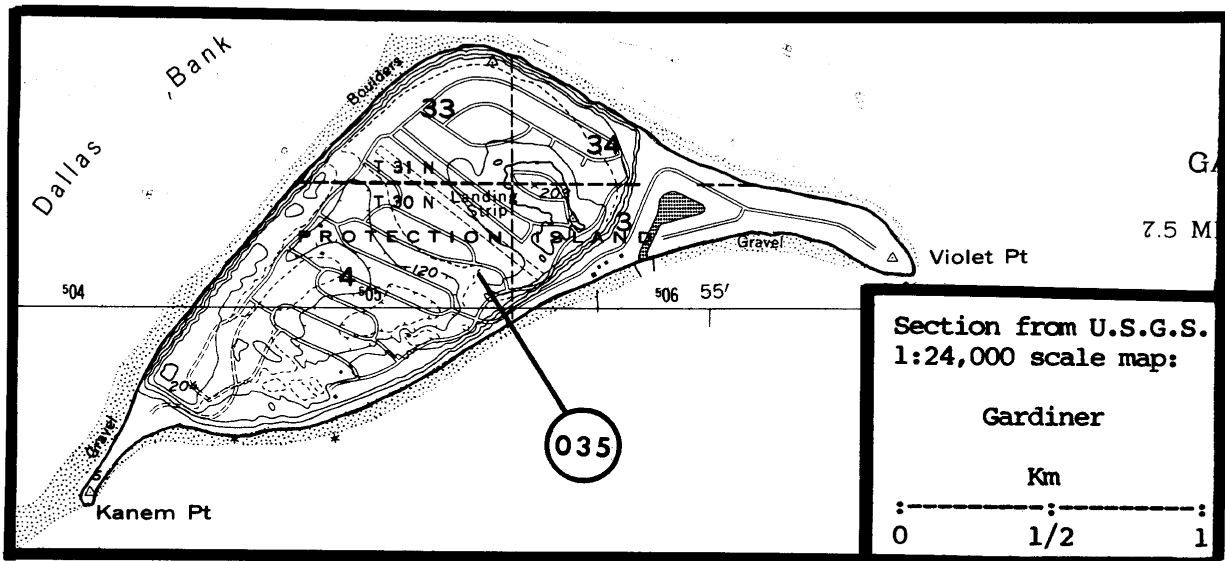 Dallas
Bank
Boulders
33
34
T 31 N
T 30 N
Landing
Strip
203
3
PROTECTION ISLAND
Gravel
Violet Pt
120
4
504
505
506
55'
204
Gravel
Kanem Pt
035
GA
7.5 MI
Section from U.S.G.S.
1:24,000 scale map:
Gardiner
Km
0 1/2 1